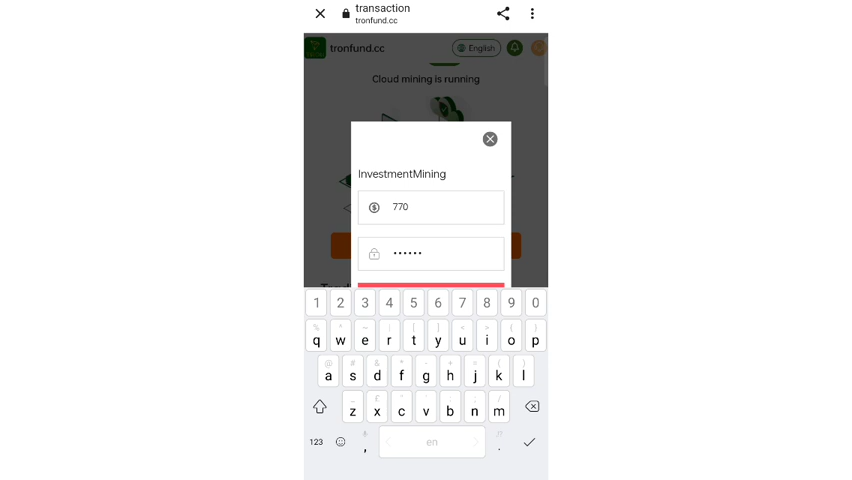 transaction
tronfund.cc
tronfund.cc
English
Cloud mining is running
InvestmentMining
770
••••••
1 2 3 4 5 6 7 8 9 0
q w e r t y u i o p
a s d f g h j k l
z x c v b n m
123 , en .